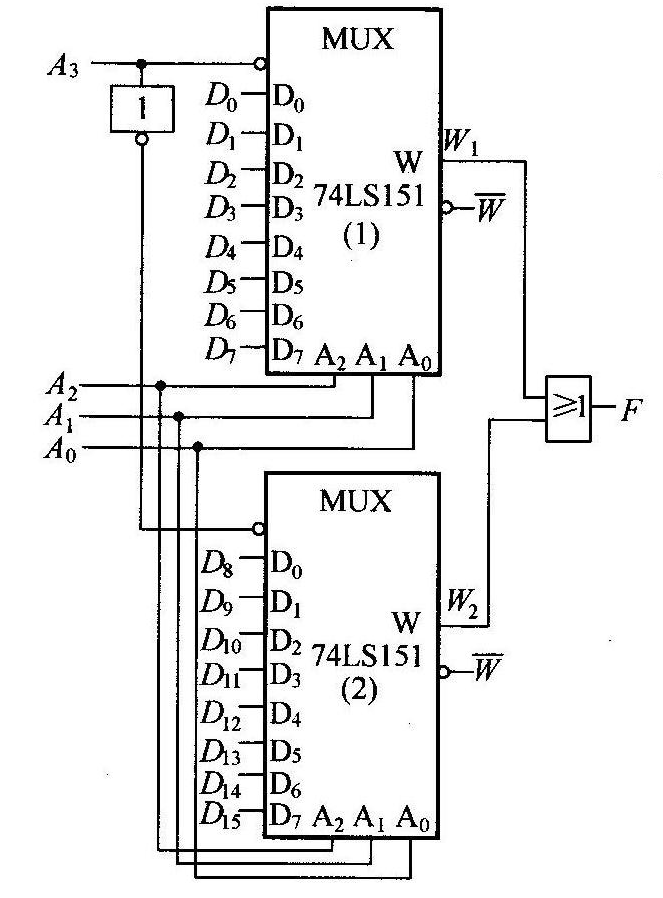 MUX
A₃
1
D₀ D₀
D₁ D₁
W₁
D₂ D₂
W
D₃ D₃
74LS151
W̅
(1)
D₄ D₄
D₅ D₅
D₆ D₆
D₇ D₇ A₂ A₁ A₀
A₂
A₁
A₀
≥1 F
MUX
D₈ D₀
D₉ D₁
W₂
W
D₁₀ D₂
74LS151
D₁₁ D₃
W̅
(2)
D₁₂ D₄
D₁₃ D₅
D₁₄ D₆
D₁₅ D₇ A₂ A₁ A₀